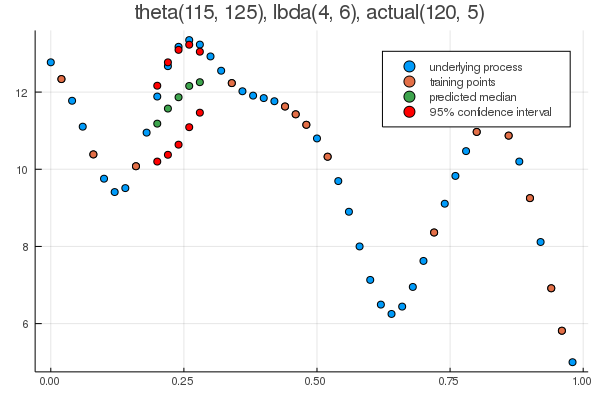 theta(115, 125), lbda(4, 6), actual(120, 5)
underlying process
training points
predicted median
95% confidence interval
12
10
8
6
0.00 0.25 0.50 0.75 1.00